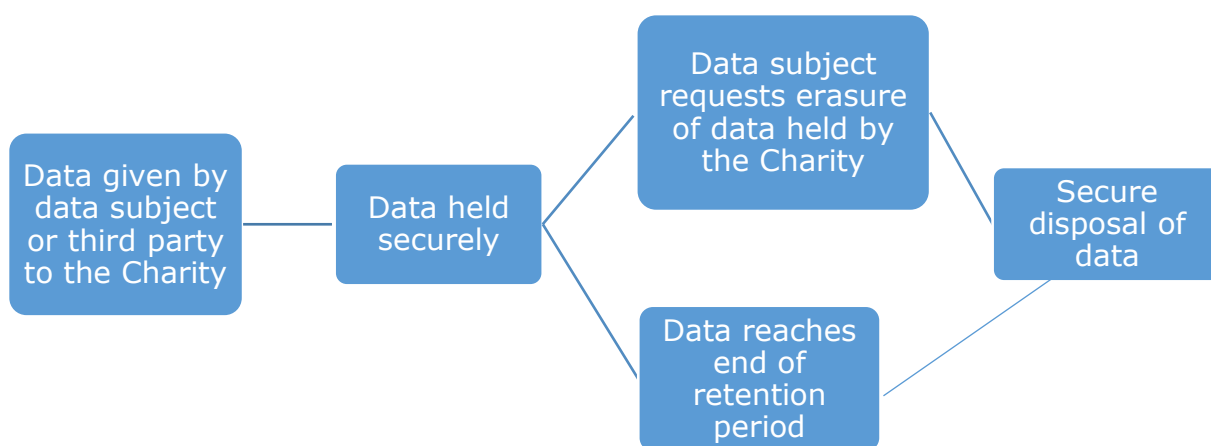 Data given by
data subject
or third party
to the Charity
Data held
securely
Data subject
requests erasure
of data held by
the Charity
Data reaches
end of
retention
period
Secure
disposal of
data